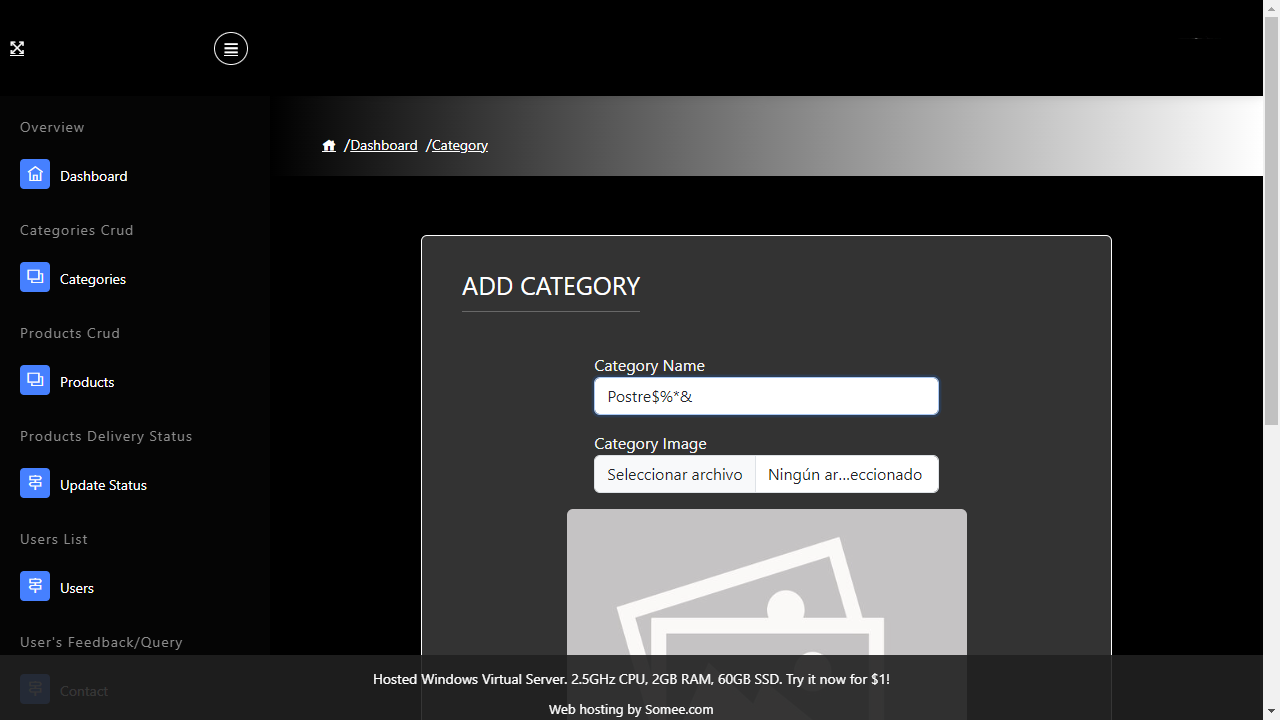 Overview
Dashboard
Categories Crud
Categories
Products Crud
Products
Products Delivery Status
Update Status
Users List
Users
User's Feedback/Query
Contact
/Dashboard /Category
ADD CATEGORY
Category Name
Postre$%*&
Category Image
Seleccionar archivo Ningún ar...eccionado
Hosted Windows Virtual Server. 2.5GHz CPU, 2GB RAM, 60GB SSD. Try it now for $1!
Web hosting by Somee.com